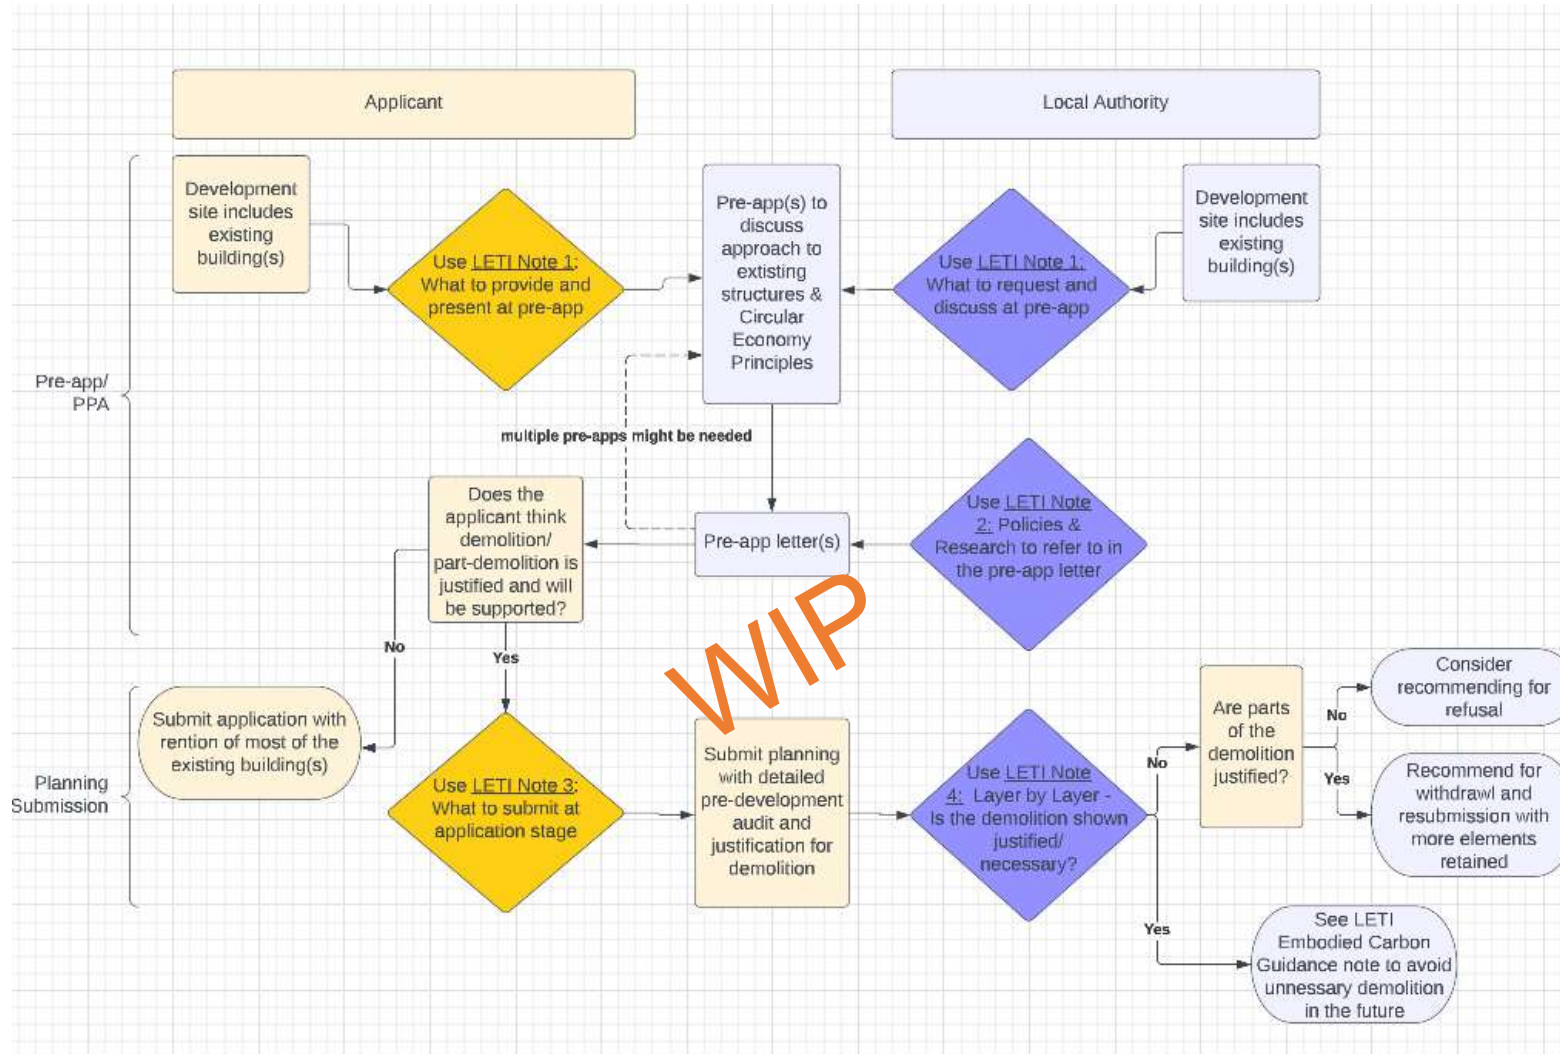 Applicant
Local Authority
Development
site includes
existing
building(s)
Use LETI Note 1:
What to provide and
present at pre-app
Pre-app(s) to
discuss
approach to
extisting
structures &
Circular
Economy
Principles
Use LETI Note 1:
What to request and
discuss at pre-app
Development
site includes
existing
building(s)
Pre-app/
PPA
multiple pre-apps might be needed
Does the
applicant think
demolition/
part-demolition is
justified and will
be supported?
Pre-app letter(s)
Use LETI Note
2: Policies &
Research to refer to in
the pre-app letter
No
Yes
WIP
Planning
Submission
Submit application with
rention of most of the
existing building(s)
Use LETI Note 3:
What to submit at
application stage
Submit planning
with detailed
pre-development
audit and
justification for
demolition
Use LETI Note
4: Layer by Layer -
Is the demolition shown
justified/
necessary?
No
Yes
Are parts
of the
demolition
justified?
No
Yes
Consider
recommending for
refusal
Recommend for
withdrawl and
resubmission with
more elements
retained
See LETI
Embodied Carbon
Guidance note to avoid
unnessary demolition
in the future